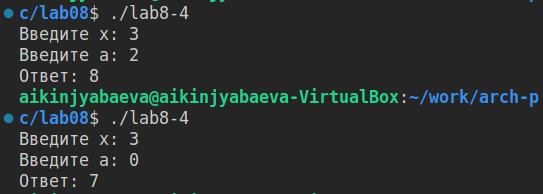 c/lab08$ ./lab8-4
Введите x: 3
Введите a: 2
Ответ: 8
aikinjyabaeva@aikinjyabaeva-VirtualBox:~/work/arch-p
c/lab08$ ./lab8-4
Введите x: 3
Введите a: 0
Ответ: 7